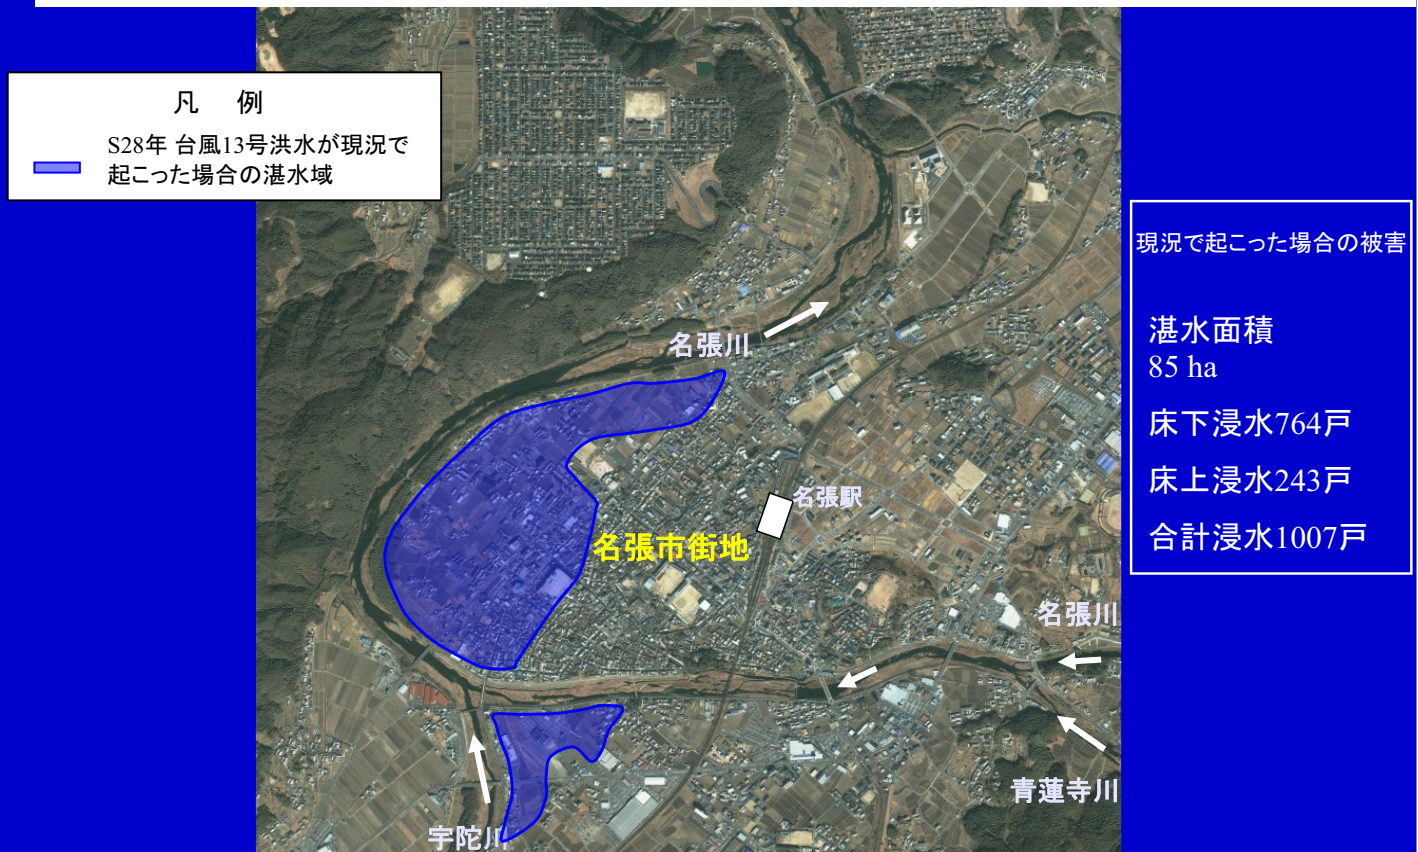 凡　例
S28年 台風13号洪水が現況で
起こった場合の湛水域
名張川
名張駅
名張市街地
名張川
青蓮寺川
宇陀川
現況で起こった場合の被害
湛水面積
85 ha
床下浸水764戸
床上浸水243戸
合計浸水1007戸